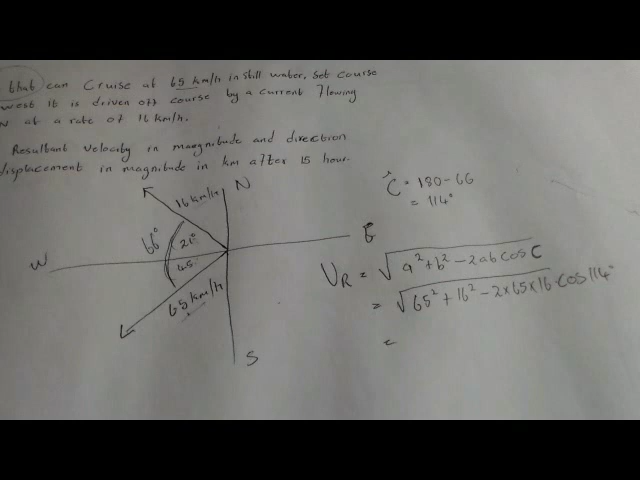 that can Cruise at 65 km/h in still water, set course
west it is driven off course by a current flowing
N at a rate of 16 km/h.
Resultant Velocity in maagnitude and direction
displacement in magnitude in km after 15 hour.
N
16 km/h
66°
21°
45
W
E
65 km/h
S
C = 180-66
= 114°
VR = √a²+b²-2ab cos C
= √65²+16²-2×65×16 cos 114°
=